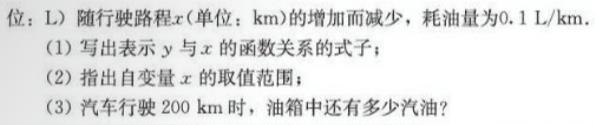 位：L）随行驶路程x(单位：km)的增加而减少，耗油量为0.1 L/km.
(1) 写出表示 y 与 x 的函数关系的式子；
(2) 指出自变量 x 的取值范围；
(3) 汽车行驶 200 km 时，油箱中还有多少汽油？